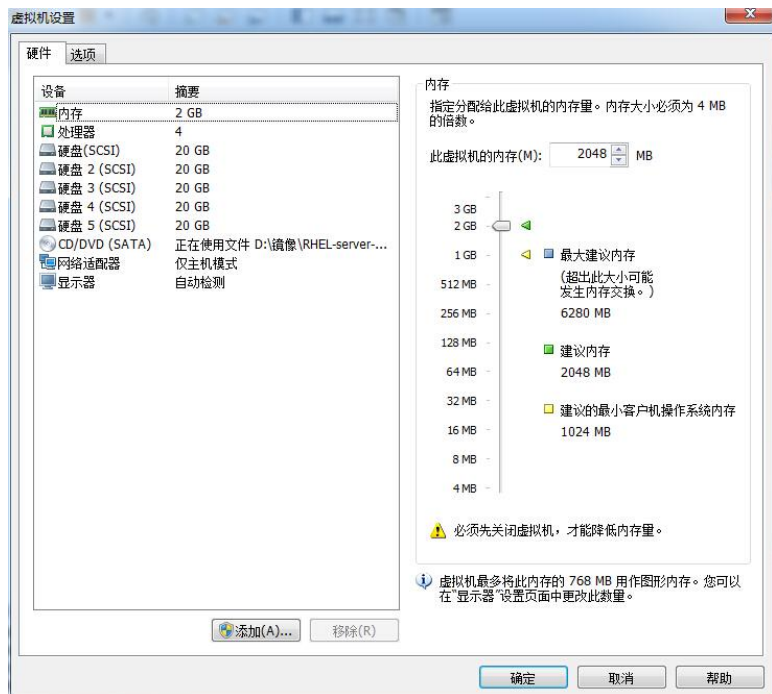 虚拟机设置
硬件 选项
设备 摘要
内存 2 GB
处理器 4
硬盘(SCSI) 20 GB
硬盘 2 (SCSI) 20 GB
硬盘 3 (SCSI) 20 GB
硬盘 4 (SCSI) 20 GB
硬盘 5 (SCSI) 20 GB
CD/DVD (SATA) 正在使用文件 D:\镜像\RHEL-server-...
网络适配器 仅主机模式
显示器 自动检测
添加(A)... 移除(R)
内存
指定分配给此虚拟机的内存量。内存大小必须为 4 MB
的倍数。
此虚拟机的内存(M): 2048 MB
3 GB
2 GB
1 GB
512 MB
256 MB
128 MB
64 MB
32 MB
16 MB
8 MB
4 MB
最大建议内存
(超出此大小可能
发生内存交换。)
6280 MB
建议内存
2048 MB
建议的最小客户机操作系统内存
1024 MB
必须先关闭虚拟机，才能降低内存量。
虚拟机最多将此内存的 768 MB 用作图形内存。您可以
在"显示器"设置页面中更改此数量。
确定 取消 帮助